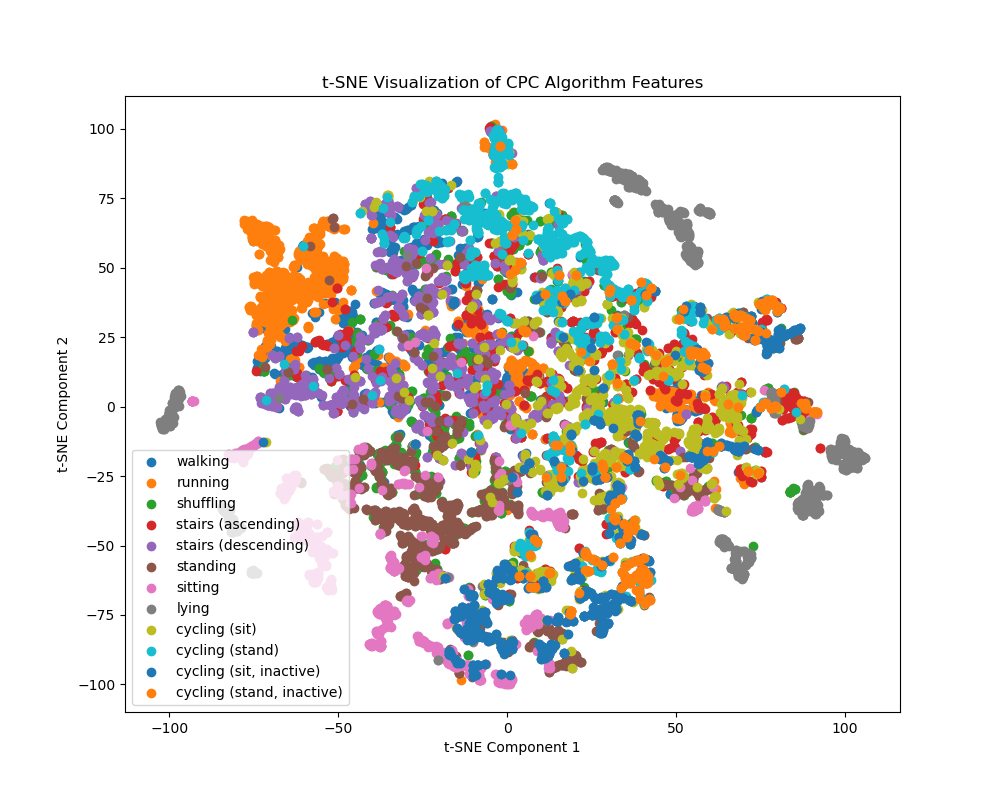 t-SNE Visualization of CPC Algorithm Features
100
75
50
25
0
−25
−50
−75
−100
t-SNE Component 2
walking
running
shuffling
stairs (ascending)
stairs (descending)
standing
sitting
lying
cycling (sit)
cycling (stand)
cycling (sit, inactive)
cycling (stand, inactive)
−100
−50
0
50
100
t-SNE Component 1